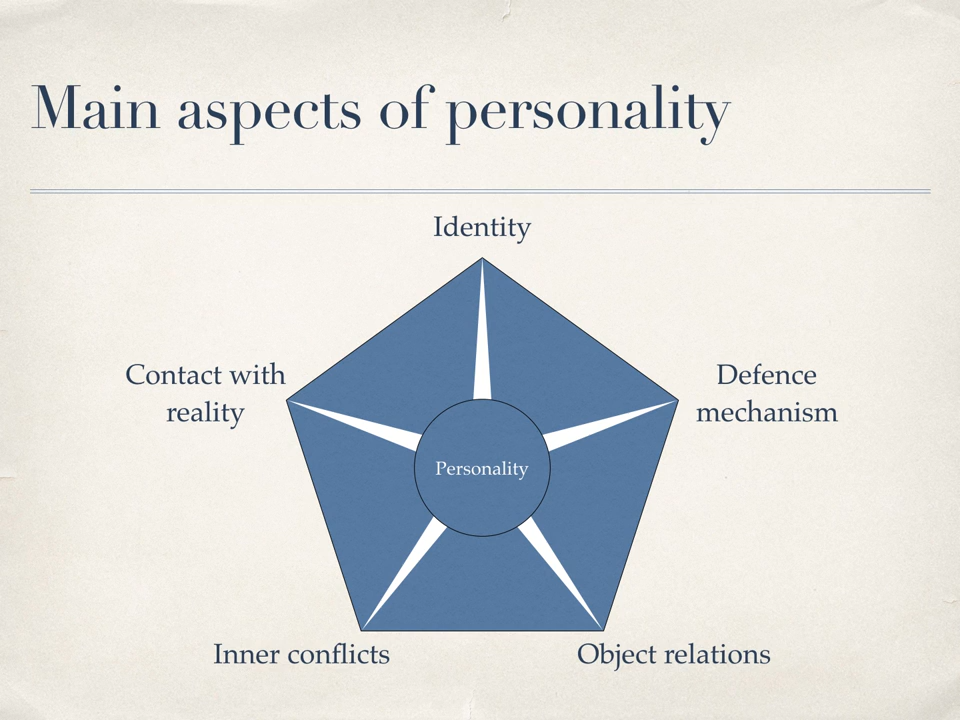 Main aspects of personality
Identity
Contact with
reality
Defence
mechanism
Personality
Inner conflicts
Object relations